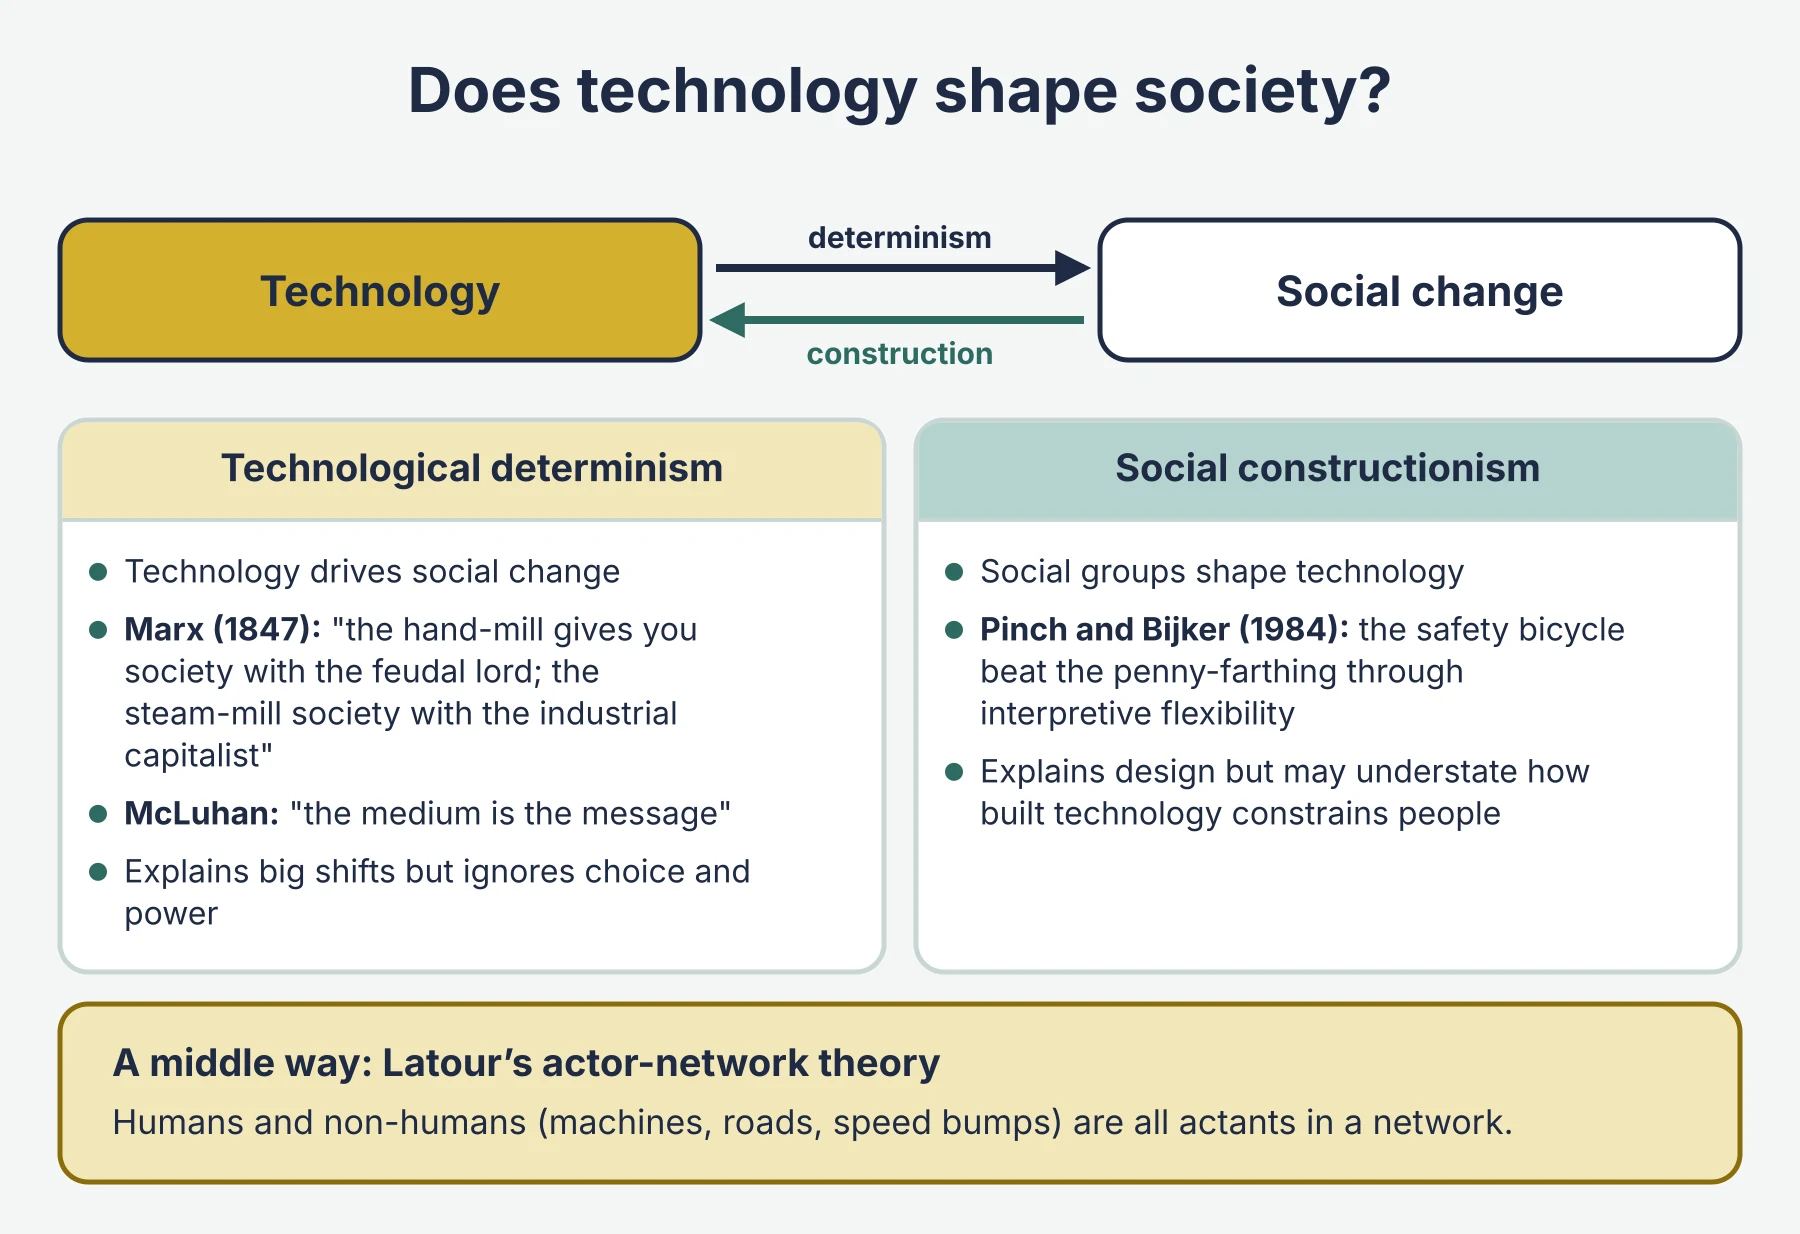 Does technology shape society?
Technology
determinism
construction
Social change
Technological determinism
Technology drives social change
Marx (1847): "the hand-mill gives you
society with the feudal lord; the
steam-mill society with the industrial
capitalist"
McLuhan: "the medium is the message"
Explains big shifts but ignores choice and
power
Social constructionism
Social groups shape technology
Pinch and Bijker (1984): the safety bicycle
beat the penny-farthing through
interpretive flexibility
Explains design but may understate how
built technology constrains people
A middle way: Latour’s actor-network theory
Humans and non-humans (machines, roads, speed bumps) are all actants in a network.